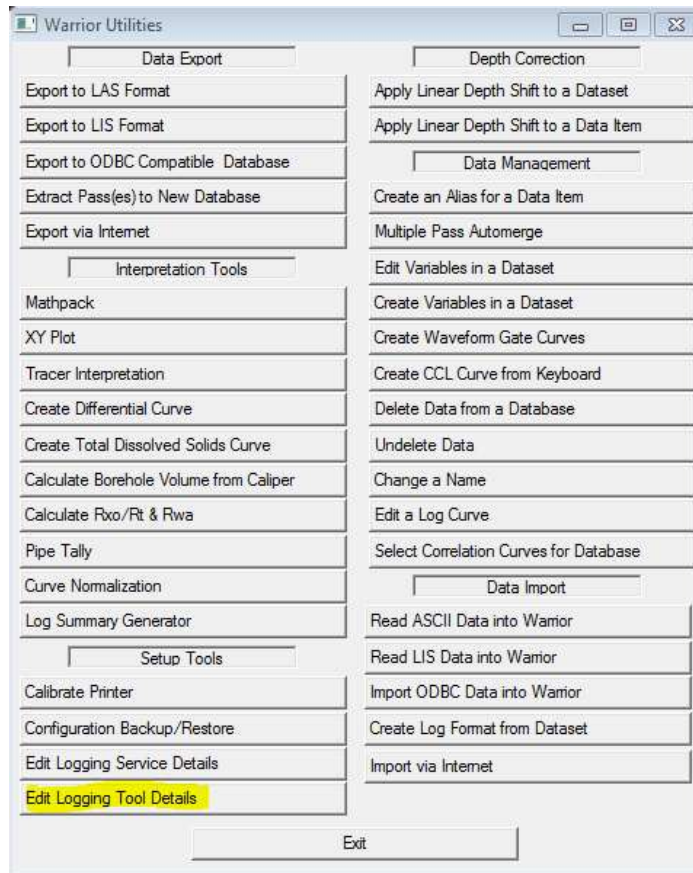 Warrior Utilities
Data Export
Export to LAS Format
Export to LIS Format
Export to ODBC Compatible Database
Extract Pass(es) to New Database
Export via Internet
Interpretation Tools
Mathpack
XY Plot
Tracer Interpretation
Create Differential Curve
Create Total Dissolved Solids Curve
Calculate Borehole Volume from Caliper
Calculate Rxo/Rt & Rwa
Pipe Tally
Curve Normalization
Log Summary Generator
Setup Tools
Calibrate Printer
Configuration Backup/Restore
Edit Logging Service Details
Edit Logging Tool Details
Depth Correction
Apply Linear Depth Shift to a Dataset
Apply Linear Depth Shift to a Data Item
Data Management
Create an Alias for a Data Item
Multiple Pass Automerge
Edit Variables in a Dataset
Create Variables in a Dataset
Create Waveform Gate Curves
Create CCL Curve from Keyboard
Delete Data from a Database
Undelete Data
Change a Name
Edit a Log Curve
Select Correlation Curves for Database
Data Import
Read ASCII Data into Warrior
Read LIS Data into Warrior
Import ODBC Data into Warrior
Create Log Format from Dataset
Import via Internet
Exit